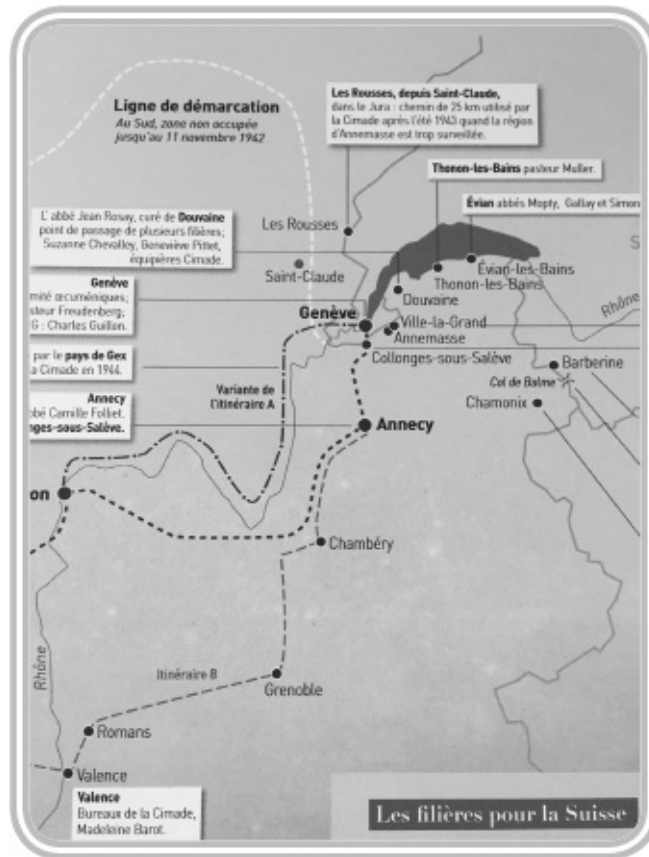 Ligne de démarcation
Au Sud, zone non occupée
jusqu'au 11 novembre 1942
Les Rousses, depuis Saint-Claude,
dans le Jura : chemin de 25 km utilisé par
la Cimade après l'été 1943 quand la région
d'Annemasse est trop surveillée.
Thonon-les-Bains pasteur Muller.
Évian abbés Mopty, Gallay et Simon
L'abbé Jean Rosay, curé de Douvaine
point de passage de plusieurs filières;
Suzanne Chevalley, Geneviève Pittet,
équipières Cimade.
Les Rousses
Saint-Claude
Évian-les-Bains
Thonon-les-Bains
Douvaine
Rhône
Genève
mité œcuméniques;
steur Freudenberg;
G : Charles Guillon.
Genève
Ville-la-Grand
Annemasse
Collonges-sous-Salève
par le pays de Gex
a Cimade en 1944.
Variante de
l'itinéraire A
Barberine
Col de Balme
Chamonix
Annecy
bé Camille Folliet.
nges-sous-Salève.
Annecy
on
Chambéry
Rhône
Itinéraire B
Grenoble
Romans
Valence
Valence
Bureaux de la Cimade,
Madeleine Barot.
Les filières pour la Suisse